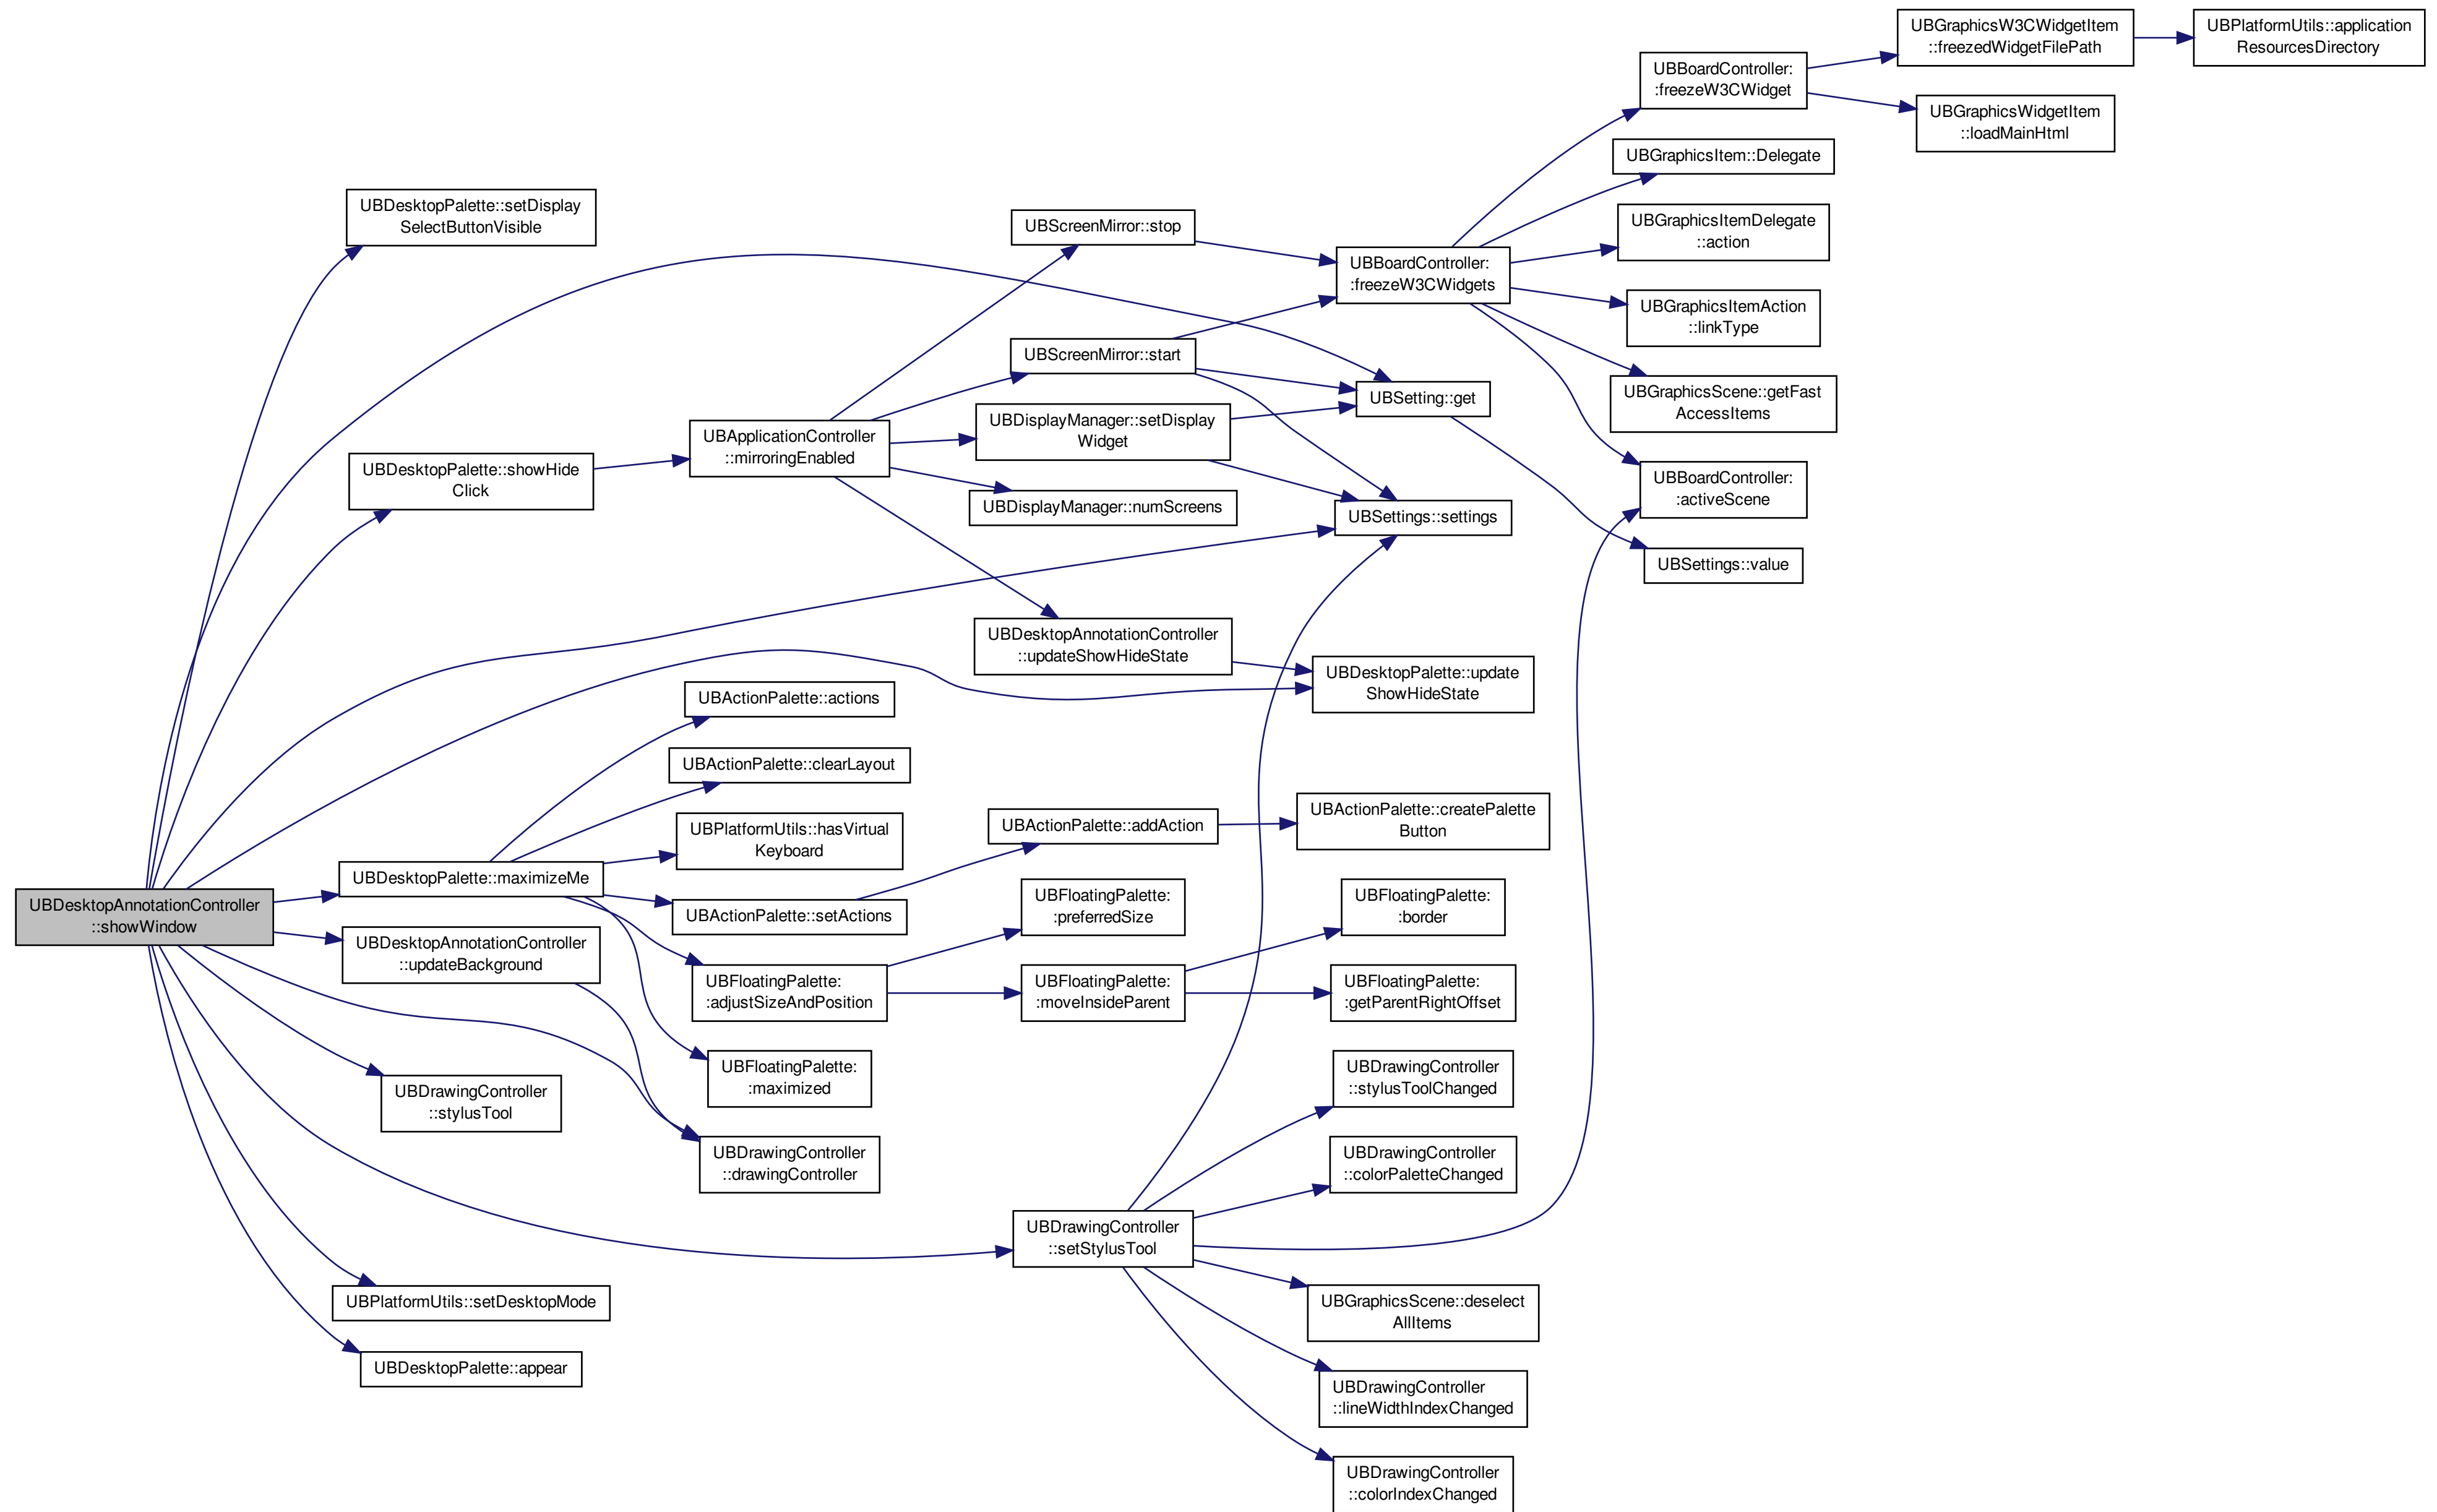 UBGraphicsW3CWidgetItem
::freezedWidgetFilePath
UBPlatformUtils::application
ResourcesDirectory
UBBoardController:
:freezeW3CWidget
UBGraphicsWidgetItem
::loadMainHtml
UBGraphicsItem::Delegate
UBDesktopPalette::setDisplay
SelectButtonVisible
UBScreenMirror::stop
UBGraphicsItemDelegate
::action
UBBoardController:
:freezeW3CWidgets
UBGraphicsItemAction
::linkType
UBScreenMirror::start
UBSetting::get
UBGraphicsScene::getFast
AccessItems
UBApplicationController
::mirroringEnabled
UBDisplayManager::setDisplay
Widget
UBDesktopPalette::showHide
Click
UBBoardController:
:activeScene
UBDisplayManager::numScreens
UBSettings::settings
UBSettings::value
UBDesktopAnnotationController
::updateShowHideState
UBDesktopPalette::update
ShowHideState
UBActionPalette::actions
UBActionPalette::clearLayout
UBPlatformUtils::hasVirtual
Keyboard
UBActionPalette::addAction
UBActionPalette::createPalette
Button
UBDesktopPalette::maximizeMe
UBDesktopAnnotationController
::showWindow
UBActionPalette::setActions
UBFloatingPalette:
:preferredSize
UBFloatingPalette:
:border
UBDesktopAnnotationController
::updateBackground
UBFloatingPalette:
:adjustSizeAndPosition
UBFloatingPalette:
:moveInsideParent
UBFloatingPalette:
:getParentRightOffset
UBFloatingPalette:
:maximized
UBDrawingController
::stylusTool
UBDrawingController
::stylusToolChanged
UBDrawingController
::drawingController
UBDrawingController
::colorPaletteChanged
UBDrawingController
::setStylusTool
UBPlatformUtils::setDesktopMode
UBGraphicsScene::deselect
AllItems
UBDesktopPalette::appear
UBDrawingController
::lineWidthIndexChanged
UBDrawingController
::colorIndexChanged